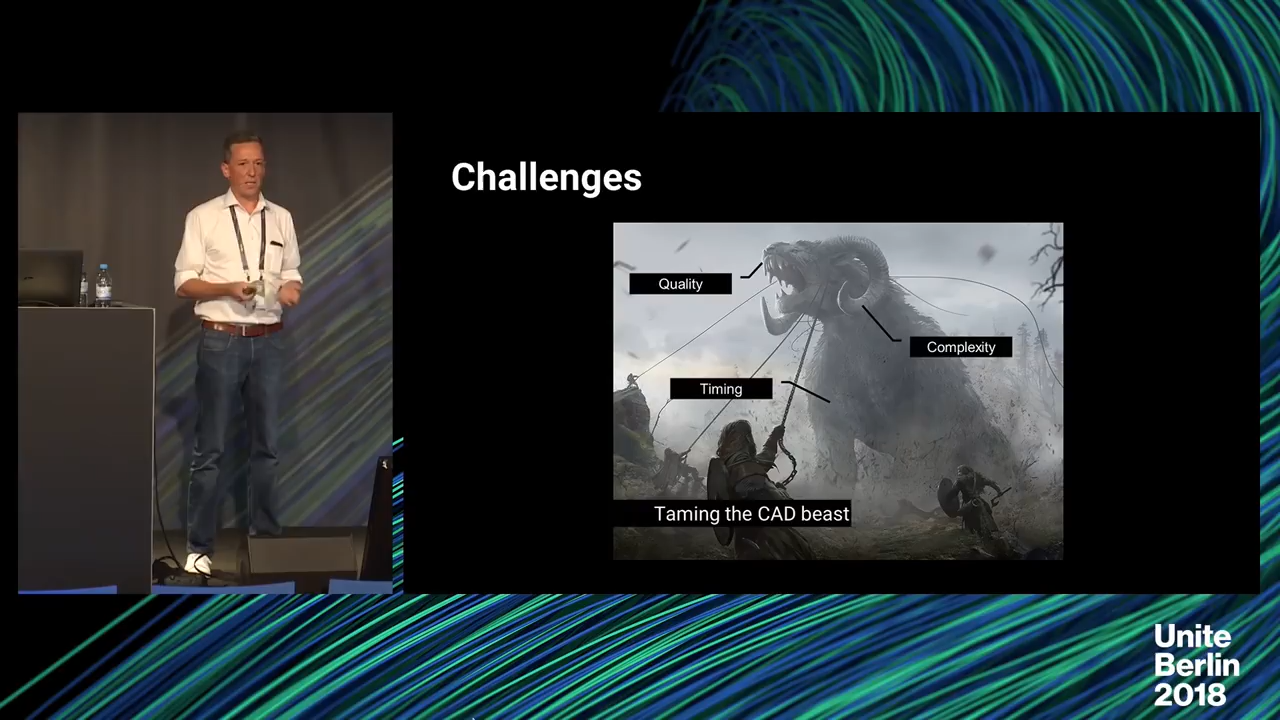 Challenges
Quality
Complexity
Timing
Taming the CAD beast
Unite
Berlin
2018